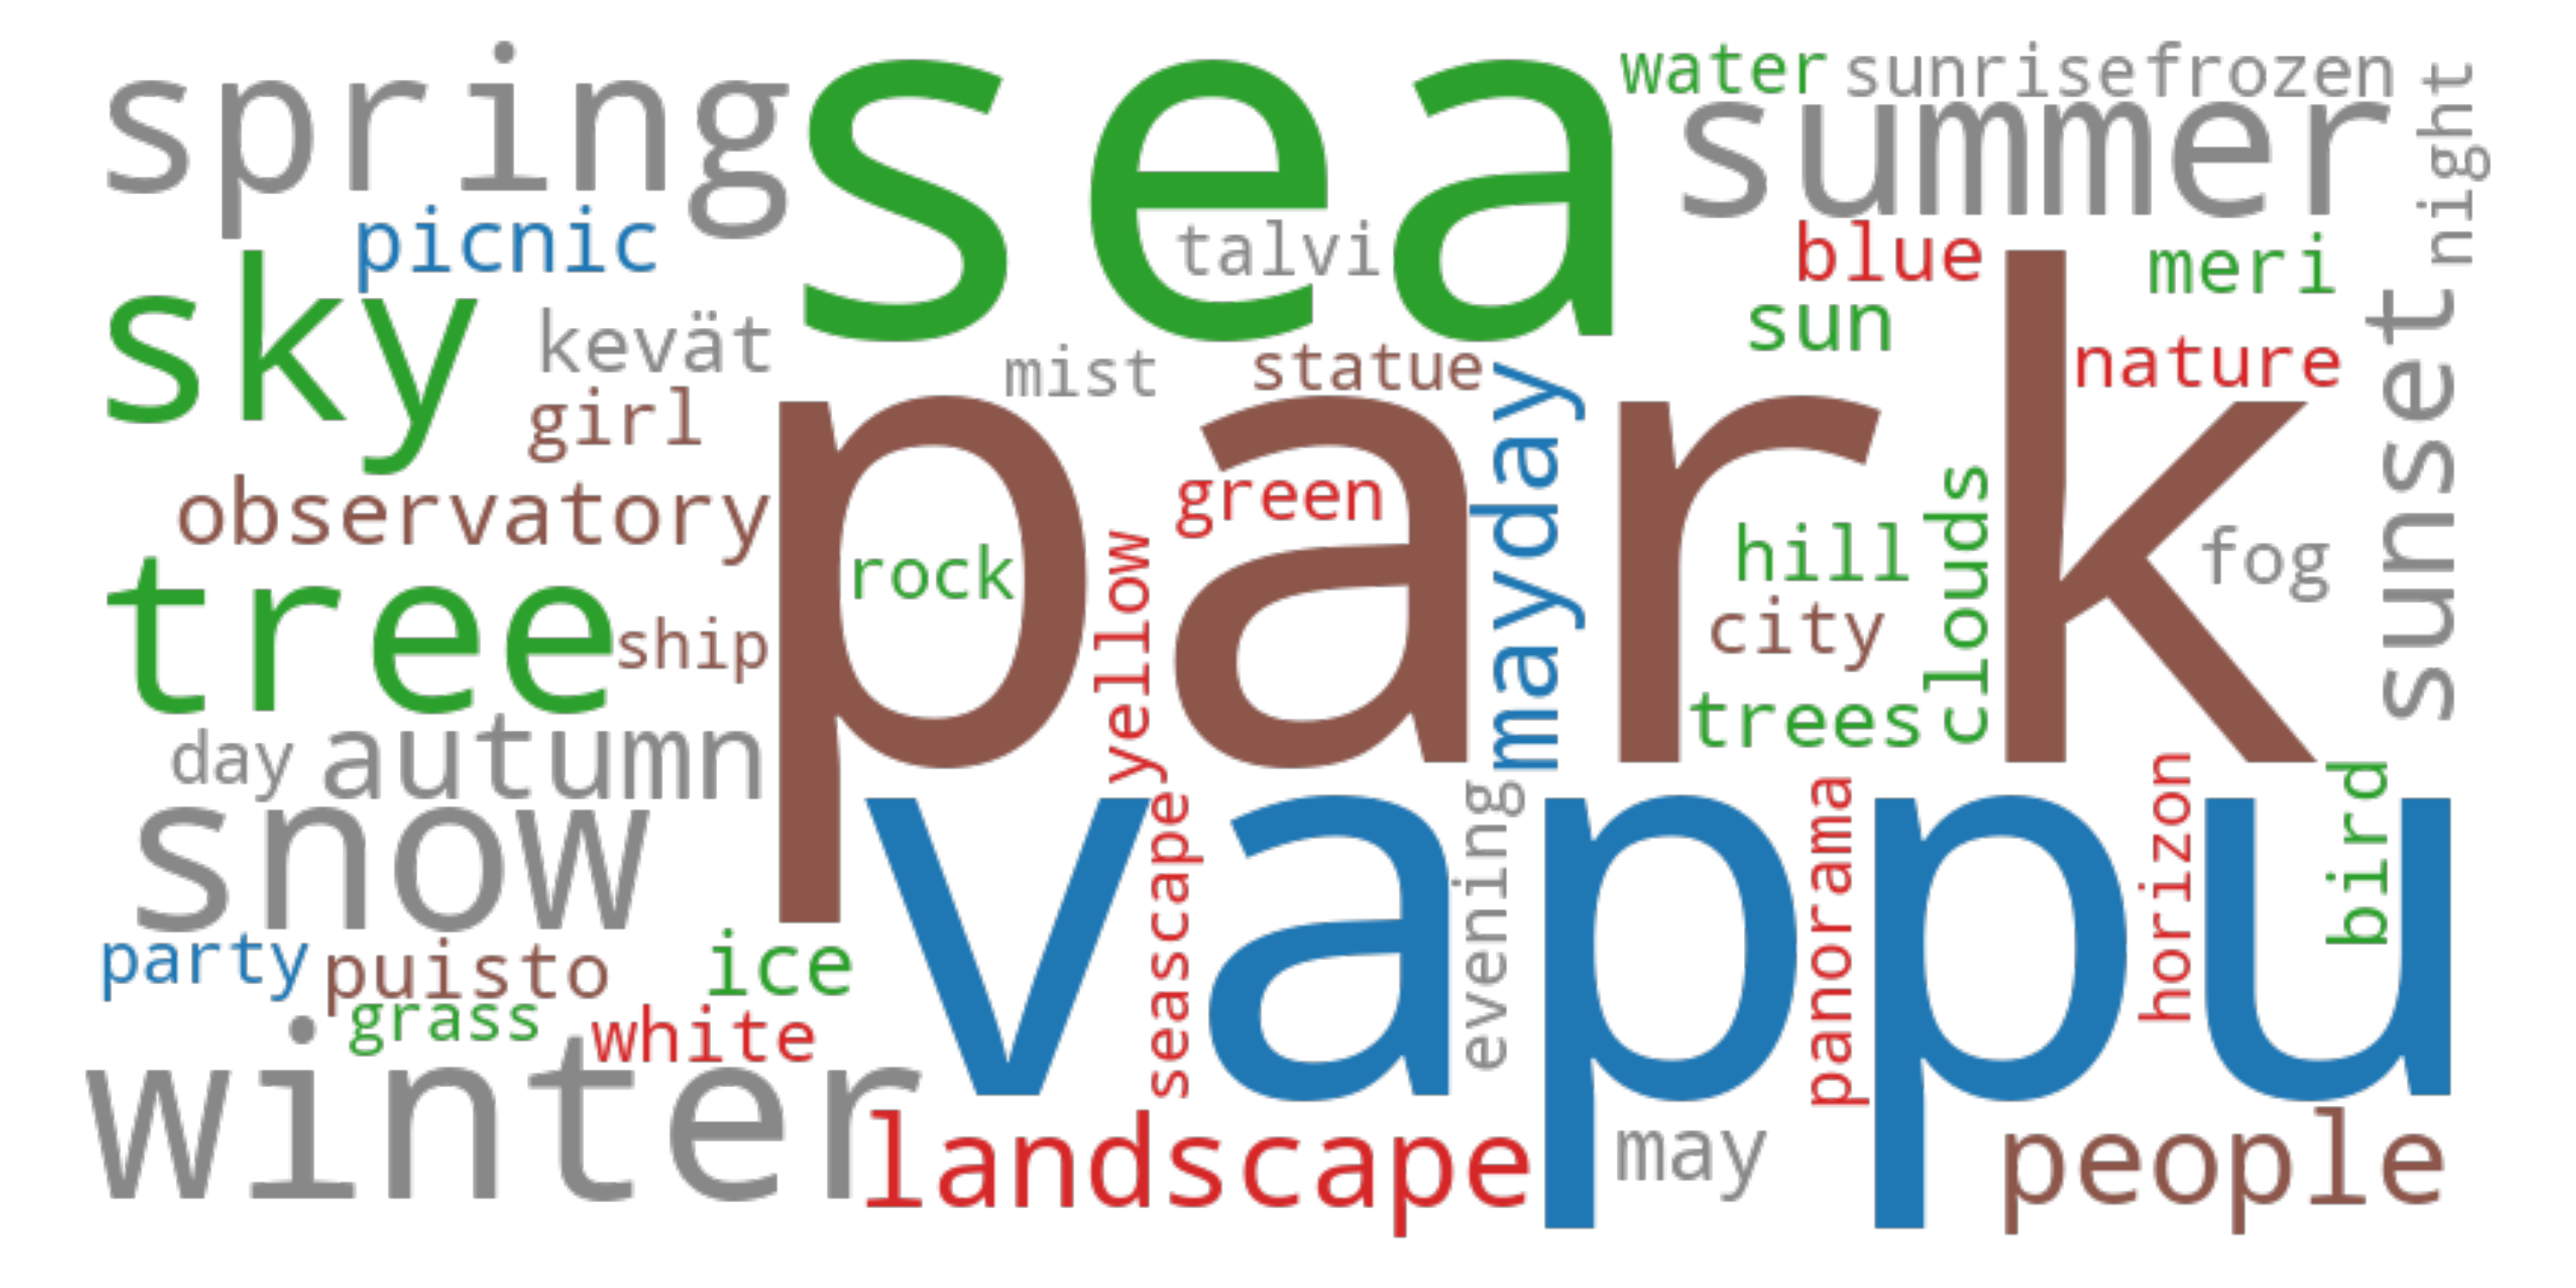 spring
sea
water
sunrise
frozen
summer
night
picnic
talvi
blue
meri
sky
kevät
sun
mist
statue
nature
girl
park
mayday
sunset
observatory
green
clouds
rock
yellow
hill
fog
tree
ship
city
trees
day
autumn
snow
vappu
seascape
evening
panorama
horizon
bird
party
puisto
ice
grass
white
winter
landscape
may
people